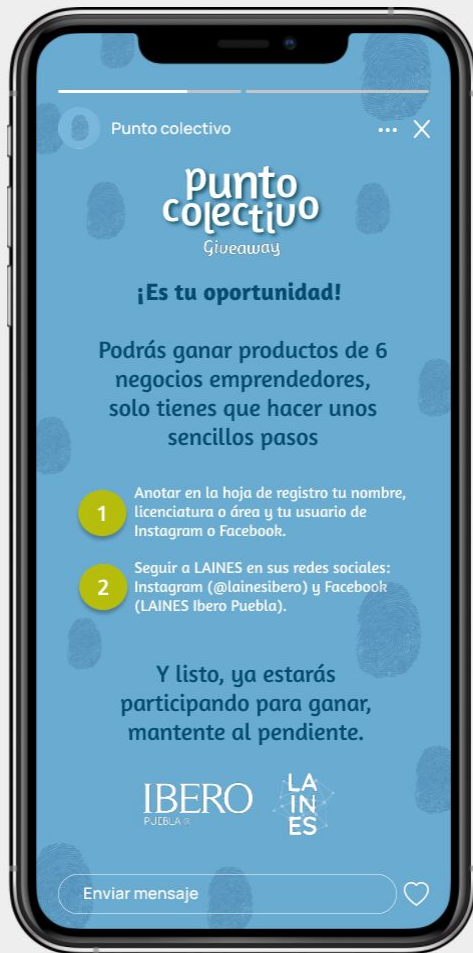 Punto colectivo
punto
colectivo
Giveaway
¡Es tu oportunidad!
Podrás ganar productos de 6
negocios emprendedores,
solo tienes que hacer unos
sencillos pasos
1
Anotar en la hoja de registro tu nombre,
licenciatura o área y tu usuario de
Instagram o Facebook.
2
Seguir a LAINES en sus redes sociales:
Instagram (@lainesibero) y Facebook
(LAINES Ibero Puebla).
Y listo, ya estarás
participando para ganar,
mantente al pendiente.
IBERO
PUEBLA ®
LA
IN
ES
Enviar mensaje